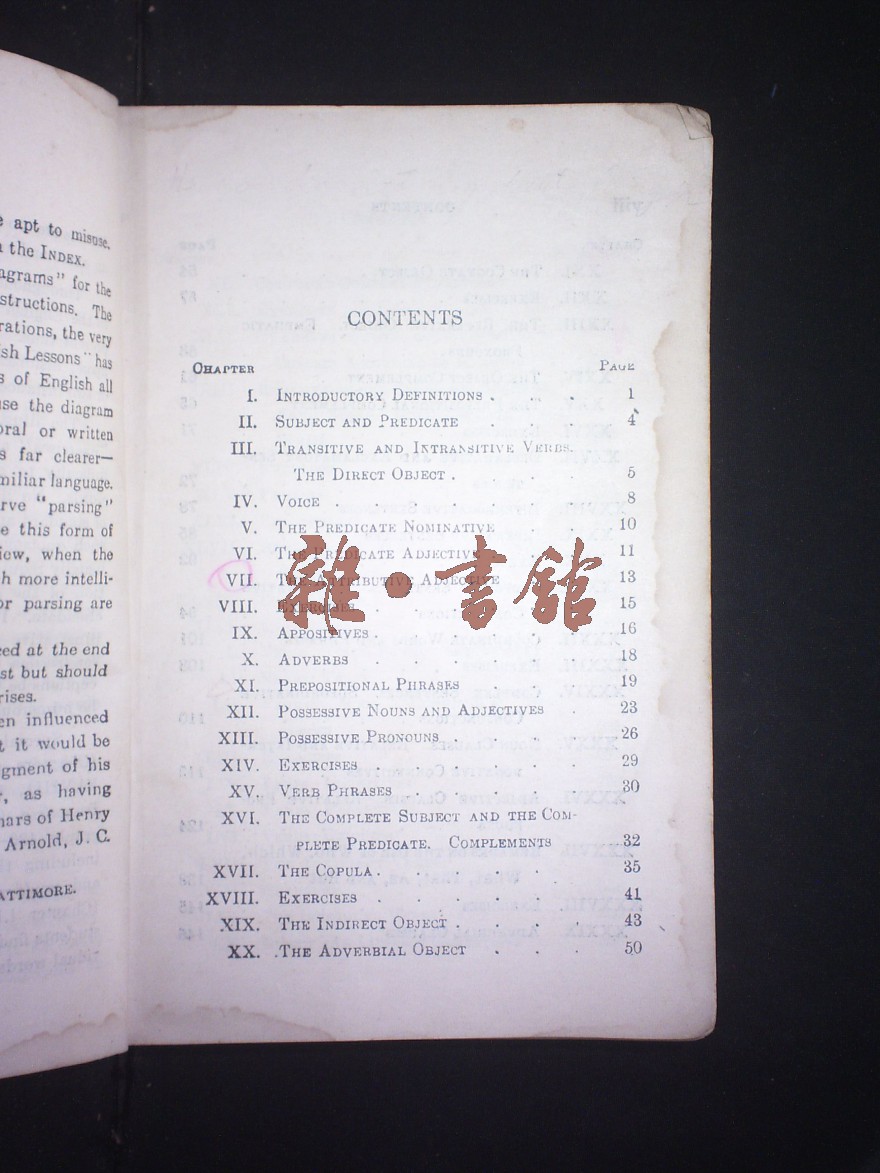 e apt to misuse.
the INDEX.
agrams" for the
structions. The
rations, the very
sh Lessons" has
s of English all
use the diagram
oral or written
s far clearer—
miliar language.
rve "parsing"
e this form of
iew, when the
h more intelli-
or parsing are
ced at the end
st but should
rises.
en influenced
t it would be
gment of his
, as having
mars of Henry
Arnold, J. C.
ATTIMORE.
CONTENTS
CHAPTER PAGE
I. INTRODUCTORY DEFINITIONS . . . 1
II. SUBJECT AND PREDICATE . . . 4
III. TRANSITIVE AND INTRANSITIVE VERBS.
THE DIRECT OBJECT . . . 5
IV. VOICE . . . . 8
V. THE PREDICATE NOMINATIVE . . 10
VI. THE PREDICATE ADJECTIVE . . 11
VII. THE ATTRIBUTIVE ADJECTIVE . . 13
VIII. EXERCISES . . . . 15
IX. APPOSITIVES . . . . 16
X. ADVERBS . . . . 18
XI. PREPOSITIONAL PHRASES . . 19
XII. POSSESSIVE NOUNS AND ADJECTIVES . 23
XIII. POSSESSIVE PRONOUNS . . . . 26
XIV. EXERCISES . . . . 29
XV. VERB PHRASES . . . . 30
XVI. THE COMPLETE SUBJECT AND THE COM-
PLETE PREDICATE. COMPLEMENTS 32
XVII. THE COPULA . . . . 35
XVIII. EXERCISES . . . . 41
XIX. THE INDIRECT OBJECT . . . 43
XX. THE ADVERBIAL OBJECT . . . 50
雜·書館